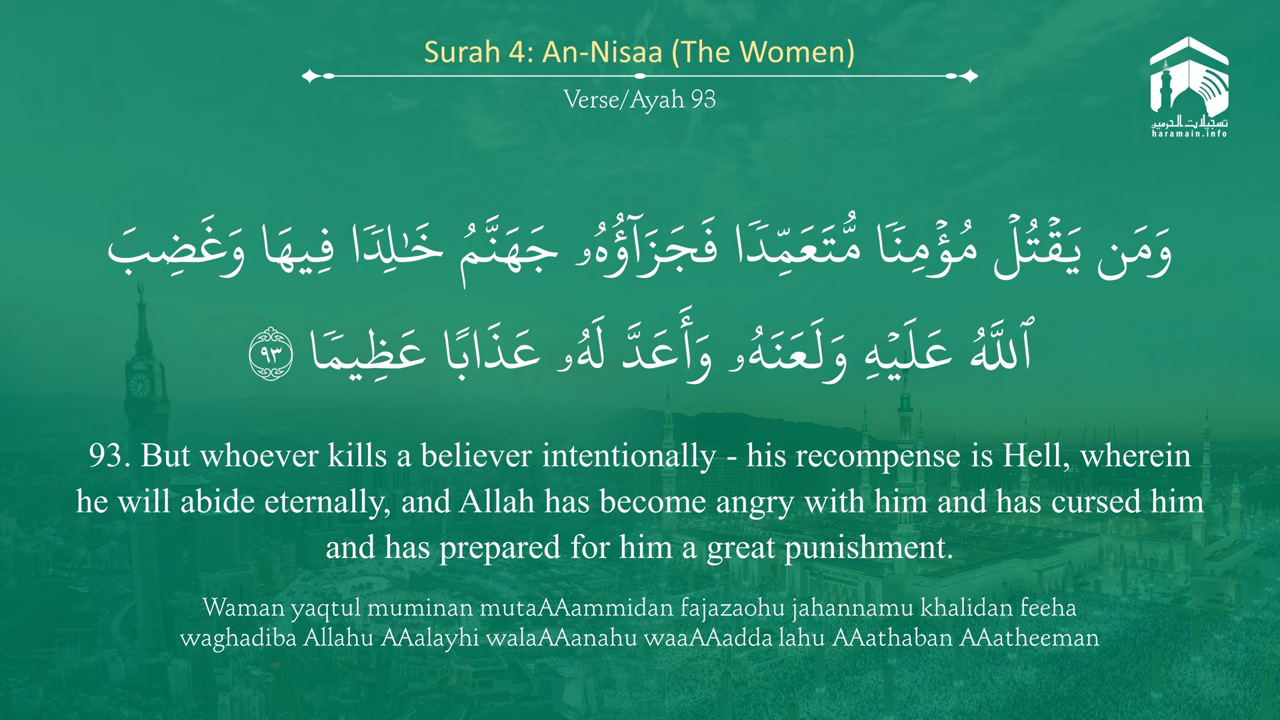 Surah 4: An-Nisaa (The Women)
Verse/Ayah 93
تسجيلات الحرمين
haramain.info
وَمَن يَقْتُلْ مُؤْمِنًا مُّتَعَمِّدًا فَجَزَآؤُهُۥ جَهَنَّمُ خَـٰلِدًا فِيهَا وَغَضِبَ
ٱللَّهُ عَلَيْهِ وَلَعَنَهُۥ وَأَعَدَّ لَهُۥ عَذَابًا عَظِيمًا ٩٣
93. But whoever kills a believer intentionally - his recompense is Hell, wherein
he will abide eternally, and Allah has become angry with him and has cursed him
and has prepared for him a great punishment.
Waman yaqtul muminan mutaAAammidan fajazaohu jahannamu khalidan feeha
waghadiba Allahu AAalayhi walaAAanahu waaAAadda lahu AAathaban AAatheeman